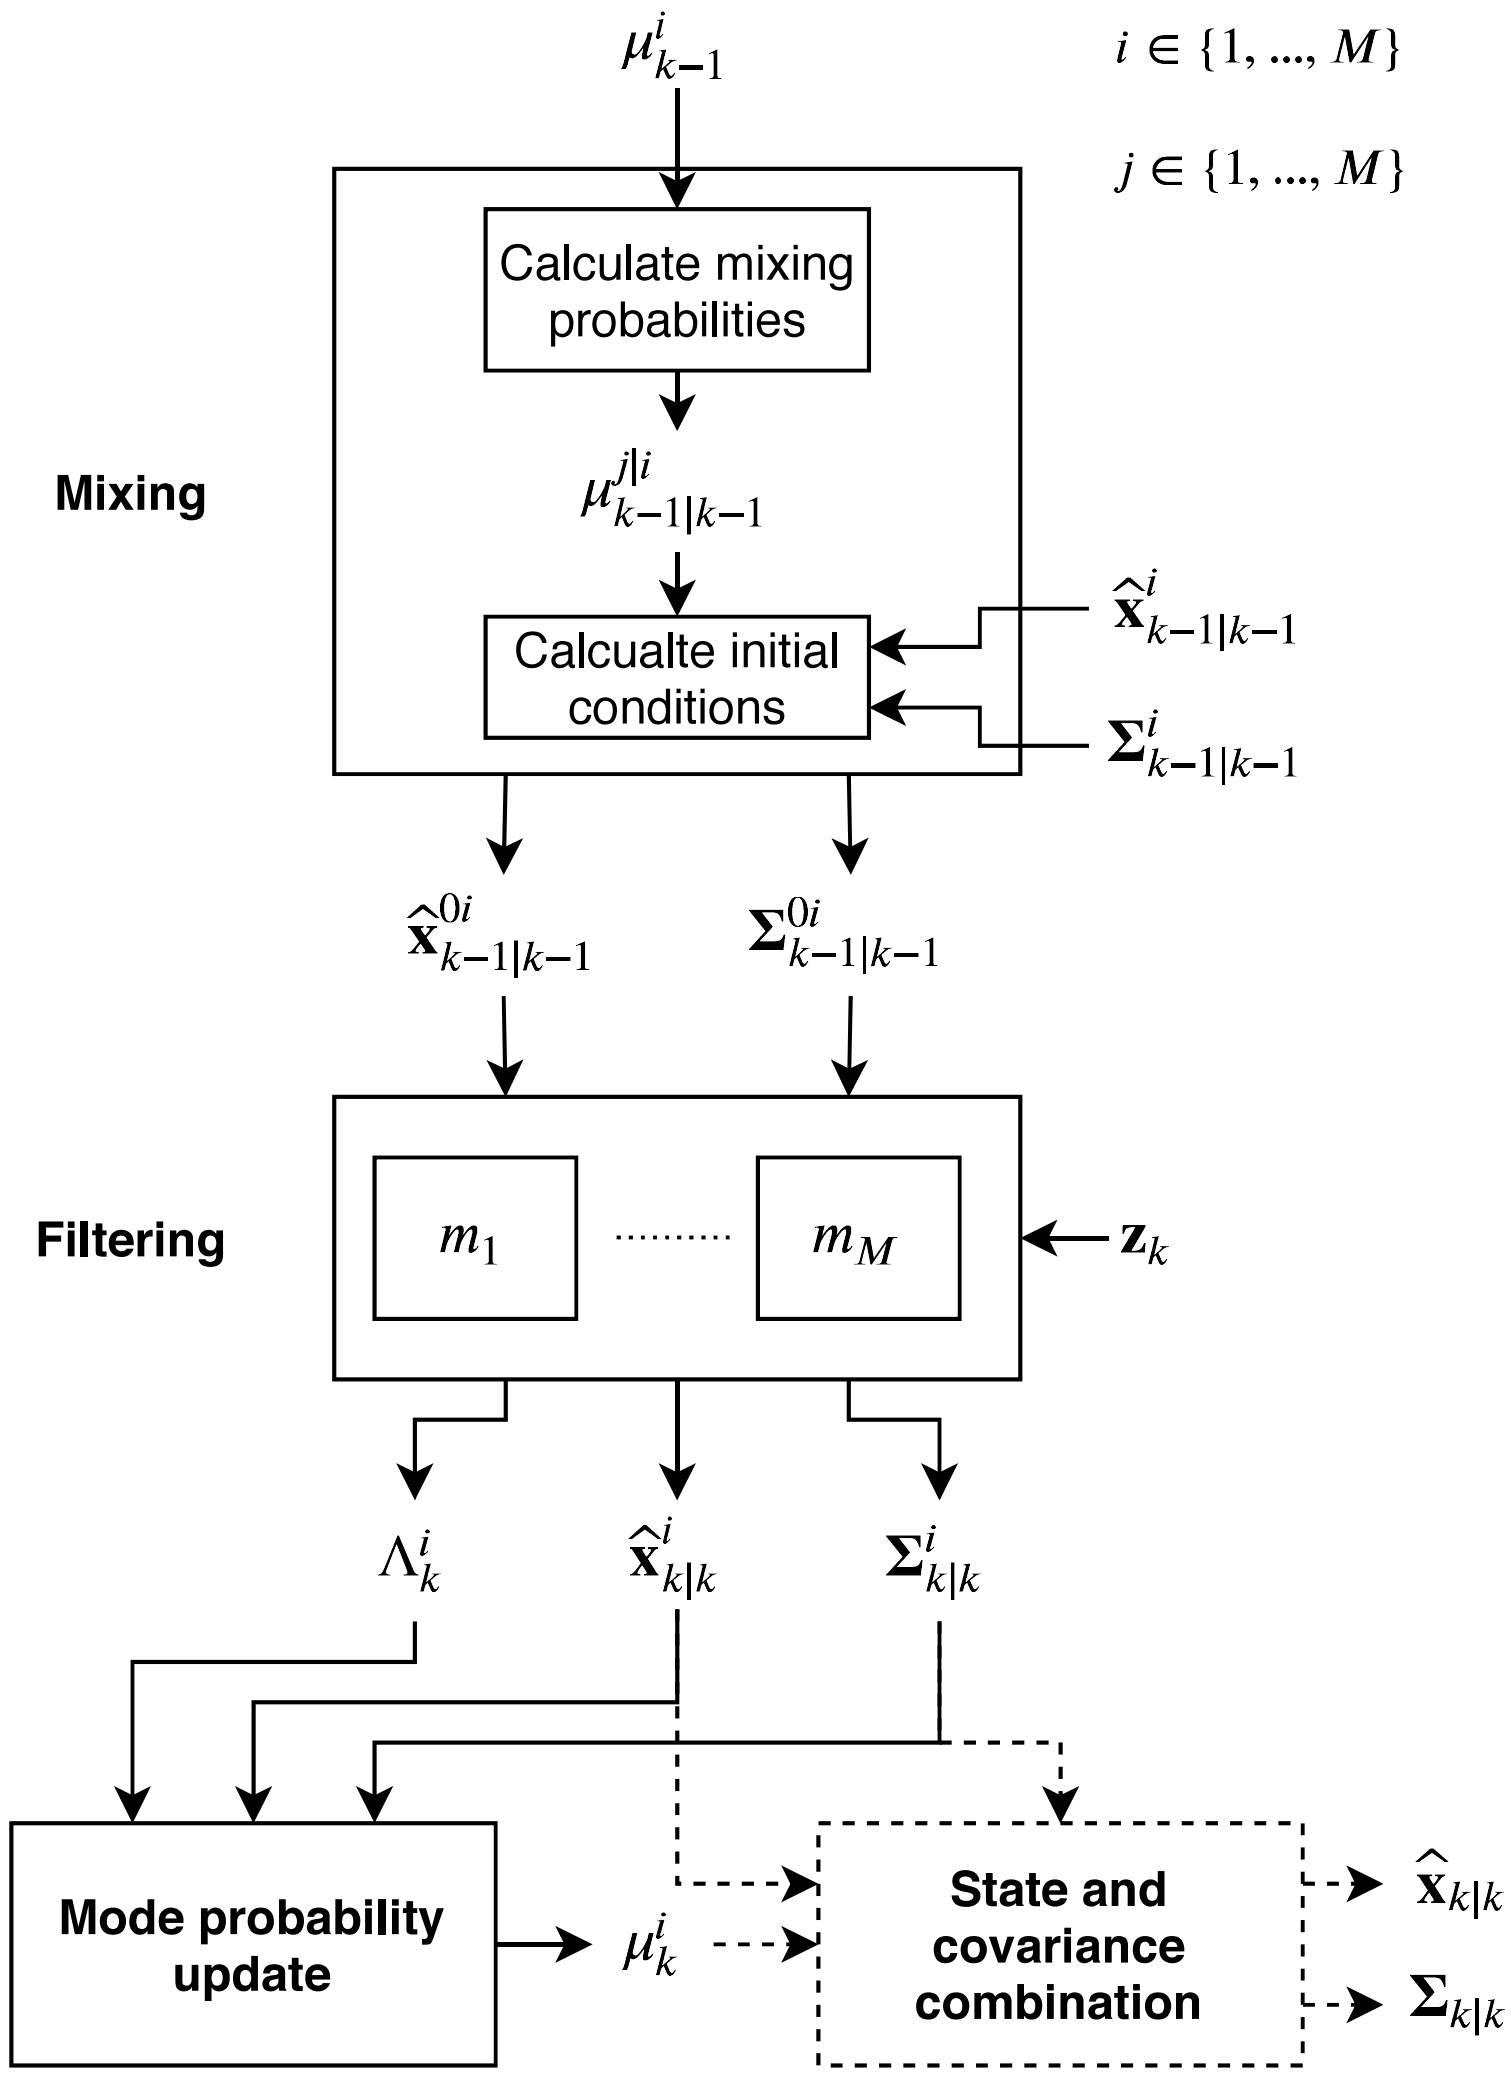 μ^i_{k−1}
i ∈ {1, ..., M}
j ∈ {1, ..., M}
Calculate mixing
probabilities
Mixing
μ^{j|i}_{k−1|k−1}
Calcualte initial
conditions
x̂^i_{k−1|k−1}
Σ^i_{k−1|k−1}
x̂^{0i}_{k−1|k−1}
Σ^{0i}_{k−1|k−1}
Filtering
m_1
m_M
z_k
Λ^i_k
x̂^i_{k|k}
Σ^i_{k|k}
Mode probability
update
μ^i_k
State and
covariance
combination
x̂_{k|k}
Σ_{k|k}